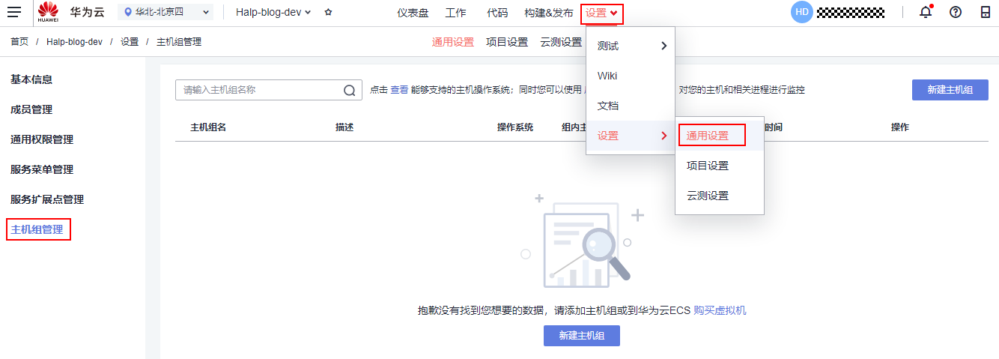 HUAWEI
华为云
华北-北京四
Halp-blog-dev
仪表盘 工作 代码 构建&发布 设置
HD
首页 / Halp-blog-dev / 设置 / 主机组管理
通用设置 项目设置 云测设置
测试
Wiki
文档
设置
通用设置
项目设置
云测设置
基本信息
成员管理
通用权限管理
服务菜单管理
服务扩展点管理
主机组管理
请输入主机组名称
点击 查看 能够支持的主机操作系统；同时您可以使用
对您的主机和相关进程进行监控
新建主机组
主机组名 描述 操作系统 组内主 时间 操作
抱歉没有找到您想要的数据，请添加主机组或到华为云ECS 购买虚拟机
新建主机组